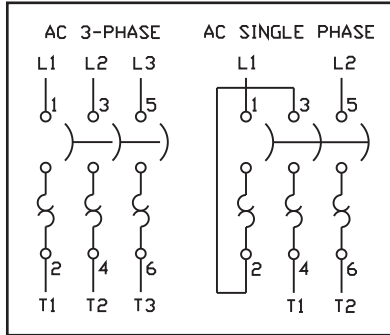 AC 3-PHASE AC SINGLE PHASE
L1 L2 L3 L1 L2
1 3 5 1 3 5
2 4 6 2 4 6
T1 T2 T3 T1 T2